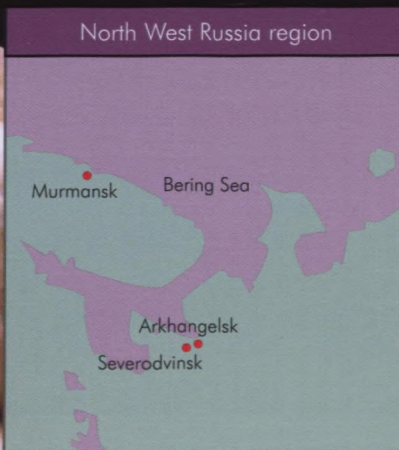 North West Russia region
Murmansk
Bering Sea
Arkhangelsk
Severodvinsk